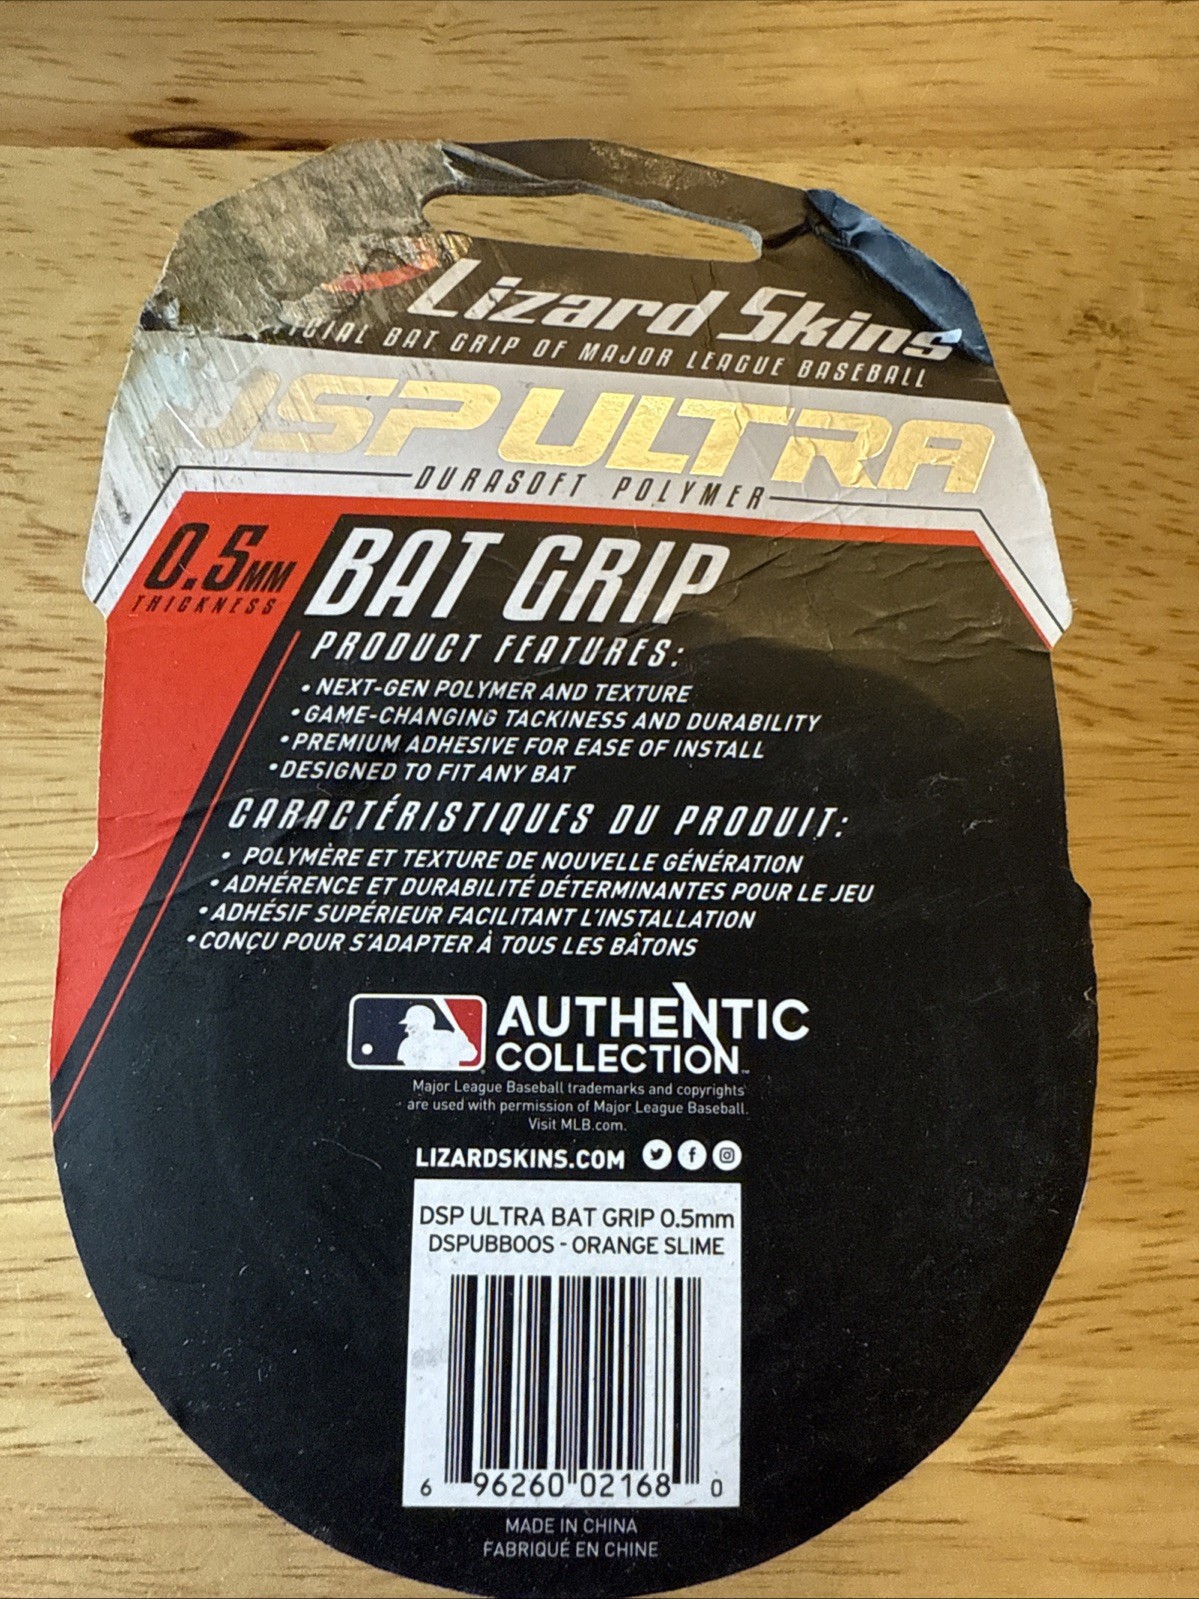 Lizard Skins
OFFICIAL BAT GRIP OF MAJOR LEAGUE BASEBALL
DSP ULTRA
DURASOFT POLYMER
0.5MM
THICKNESS
BAT GRIP
PRODUCT FEATURES:
• NEXT-GEN POLYMER AND TEXTURE
• GAME-CHANGING TACKINESS AND DURABILITY
• PREMIUM ADHESIVE FOR EASE OF INSTALL
• DESIGNED TO FIT ANY BAT
CARACTÉRISTIQUES DU PRODUIT:
• POLYMÈRE ET TEXTURE DE NOUVELLE GÉNÉRATION
• ADHÉRENCE ET DURABILITÉ DÉTERMINANTES POUR LE JEU
• ADHÉSIF SUPÉRIEUR FACILITANT L'INSTALLATION
• CONÇU POUR S'ADAPTER À TOUS LES BÂTONS
AUTHENTIC
COLLECTION™
Major League Baseball trademarks and copyrights
are used with permission of Major League Baseball.
Visit MLB.com.
LIZARDSKINS.COM
DSP ULTRA BAT GRIP 0.5mm
DSPUBB00S - ORANGE SLIME
6 96260 02168 0
MADE IN CHINA
FABRIQUÉ EN CHINE